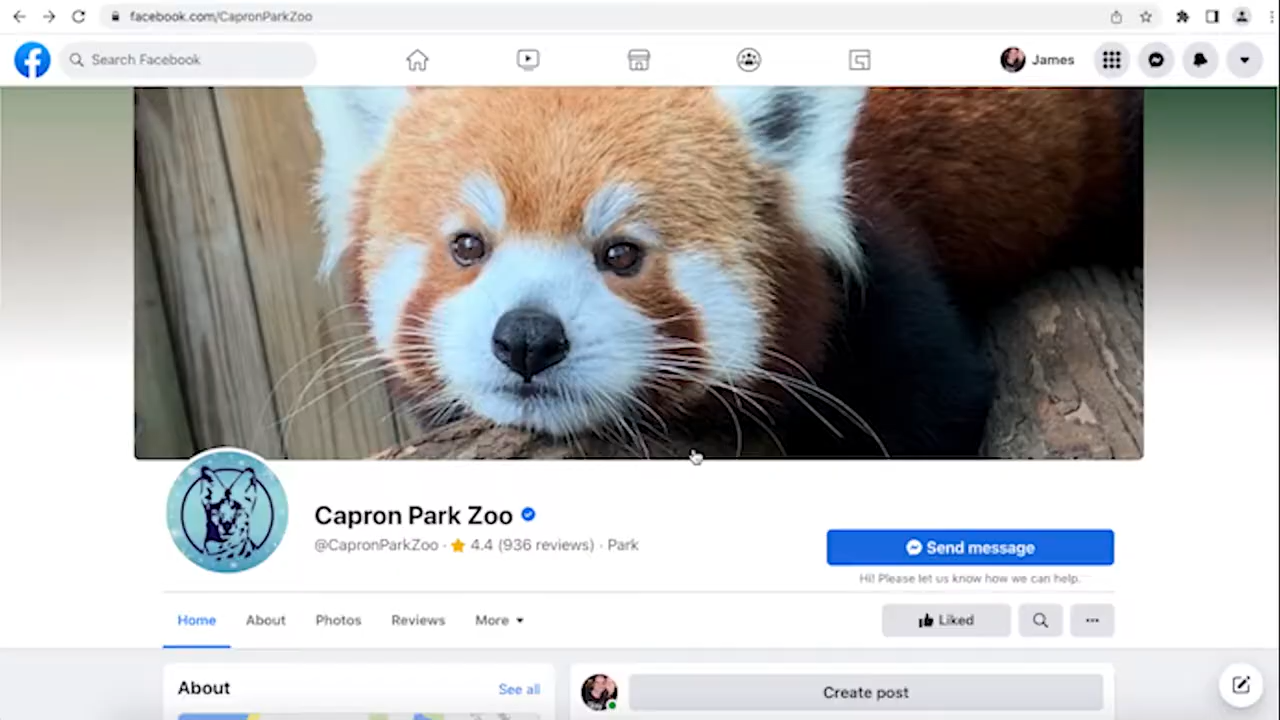 facebook.com/CapronParkZoo
Search Facebook
James
Capron Park Zoo
@CapronParkZoo · 4.4 (936 reviews) · Park
Send message
Hi! Please let us know how we can help.
Home About Photos Reviews More
Liked
About
See all
Create post